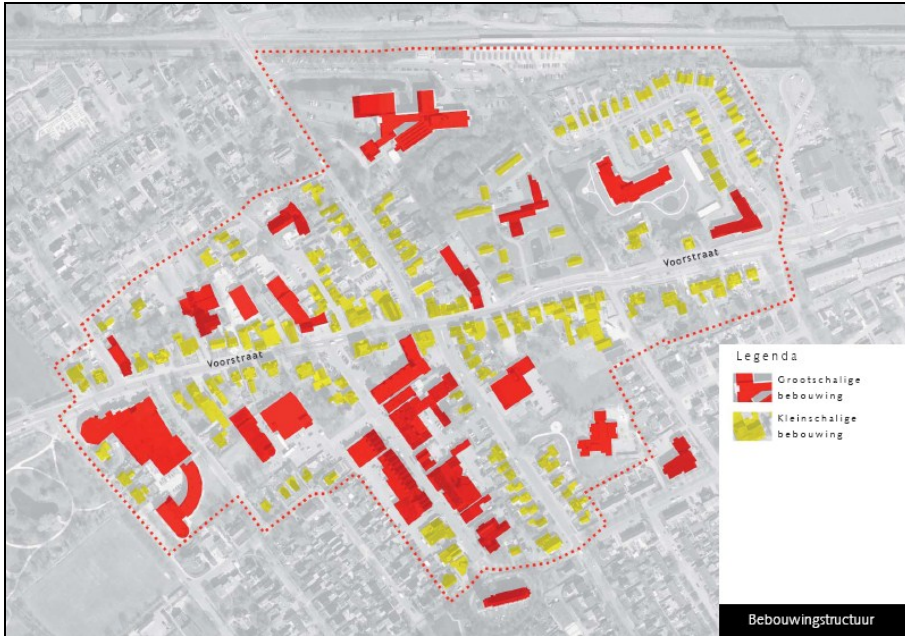 Voorstraat
Voorstraat
Legenda
Grootschalige
bebouwing
Kleinschalige
bebouwing
Bebouwingstructuur